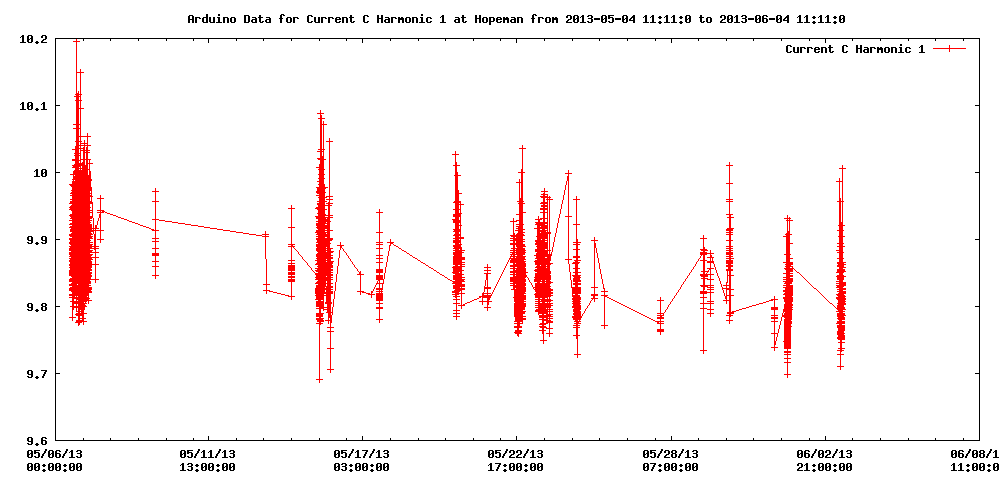 Arduino Data for Current C Harmonic 1 at Hopeman from 2013-05-04 11:11:0 to 2013-06-04 11:11:0
Current C Harmonic 1
10.2
10.1
10
9.9
9.8
9.7
9.6
05/06/13 05/11/13 05/17/13 05/22/13 05/28/13 06/02/13 06/08/1
00:00:00 13:00:00 03:00:00 17:00:00 07:00:00 21:00:00 11:00:0